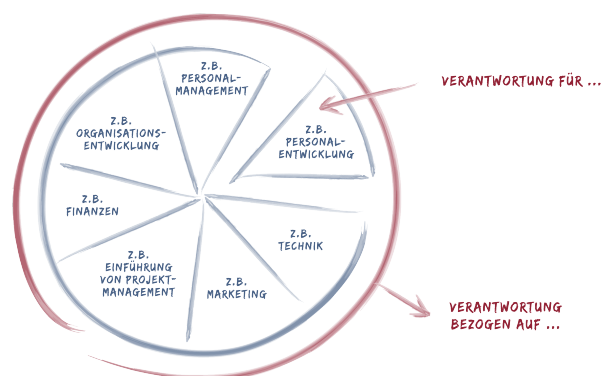 Z.B.
PERSONAL-
MANAGEMENT
VERANTWORTUNG FÜR ...
Z.B.
ORGANISATIONS-
ENTWICKLUNG
Z.B.
PERSONAL-
ENTWICKLUNG
Z.B.
FINANZEN
Z.B.
TECHNIK
Z.B.
EINFÜHRUNG
VON PROJEKT-
MANAGEMENT
Z.B.
MARKETING
VERANTWORTUNG
BEZOGEN AUF ...